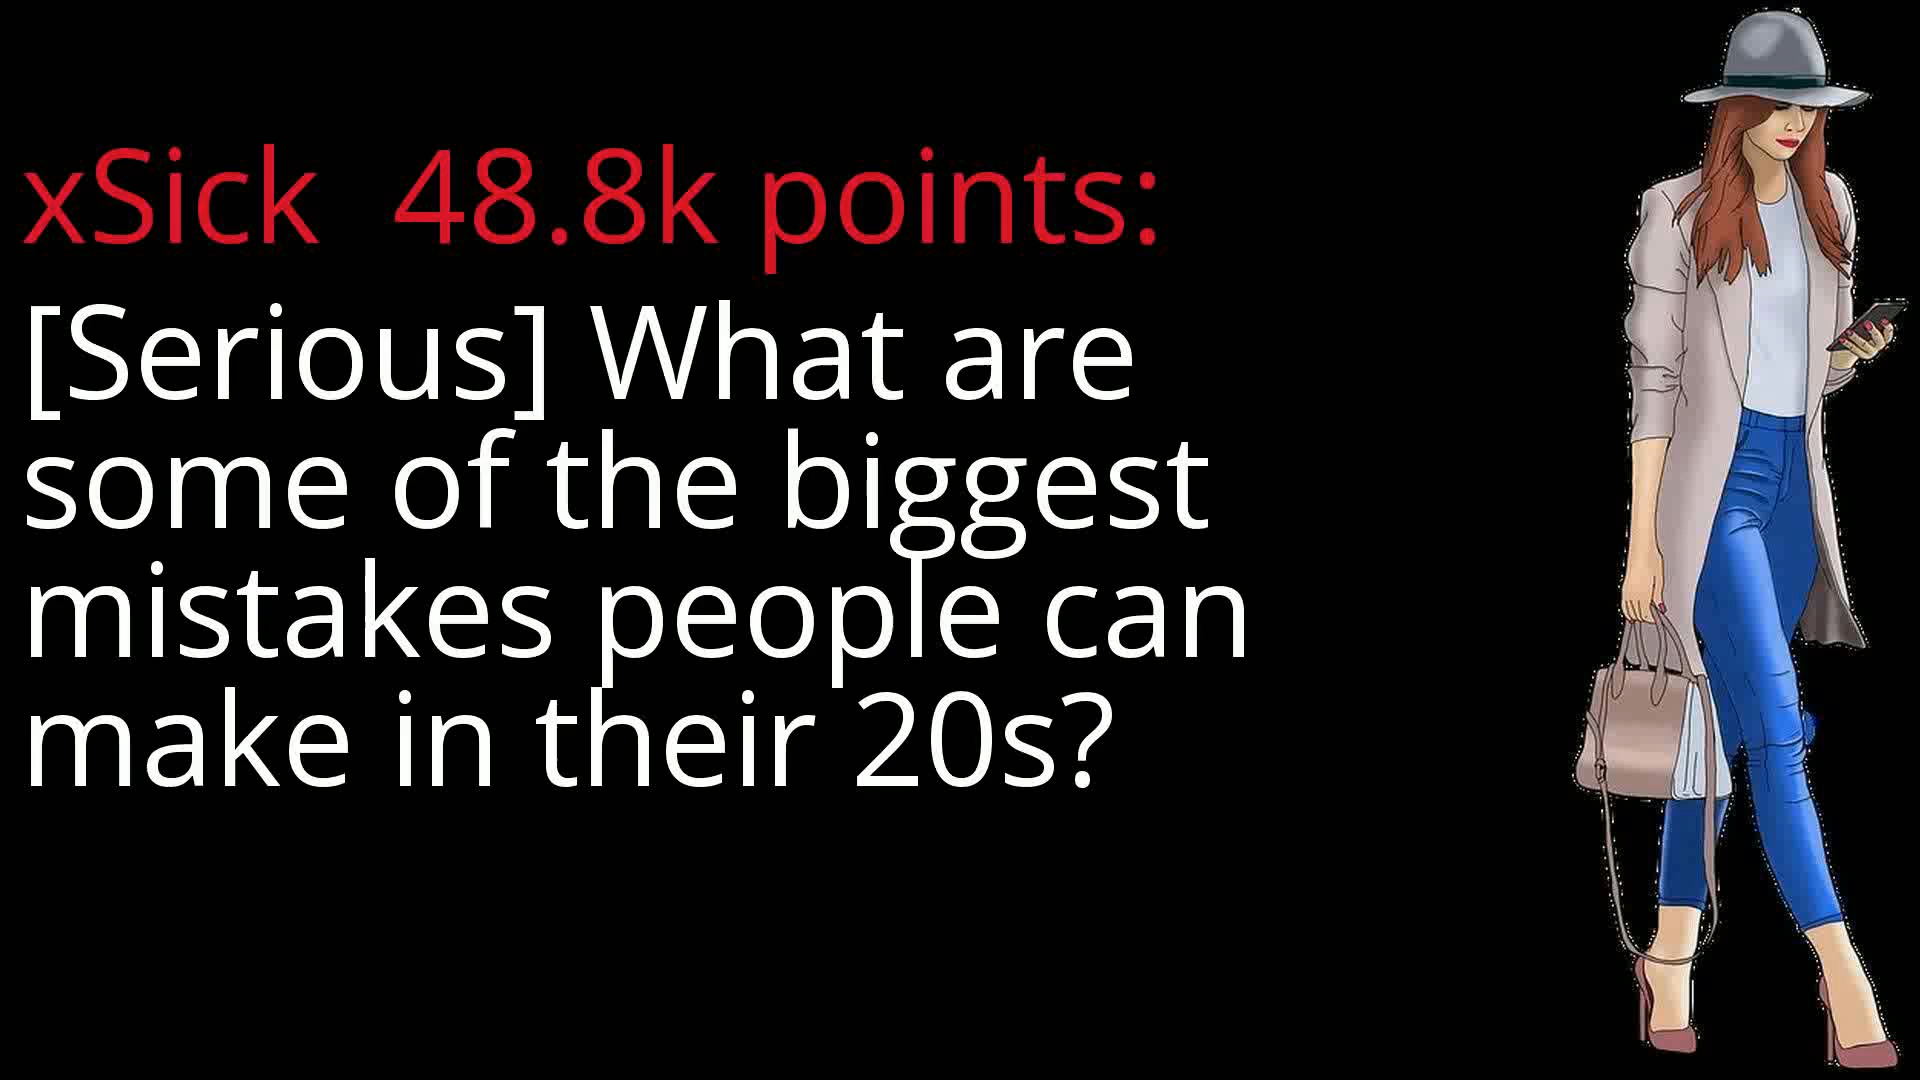 xSick  48.8k points:
[Serious] What are
some of the biggest
mistakes people can
make in their 20s?